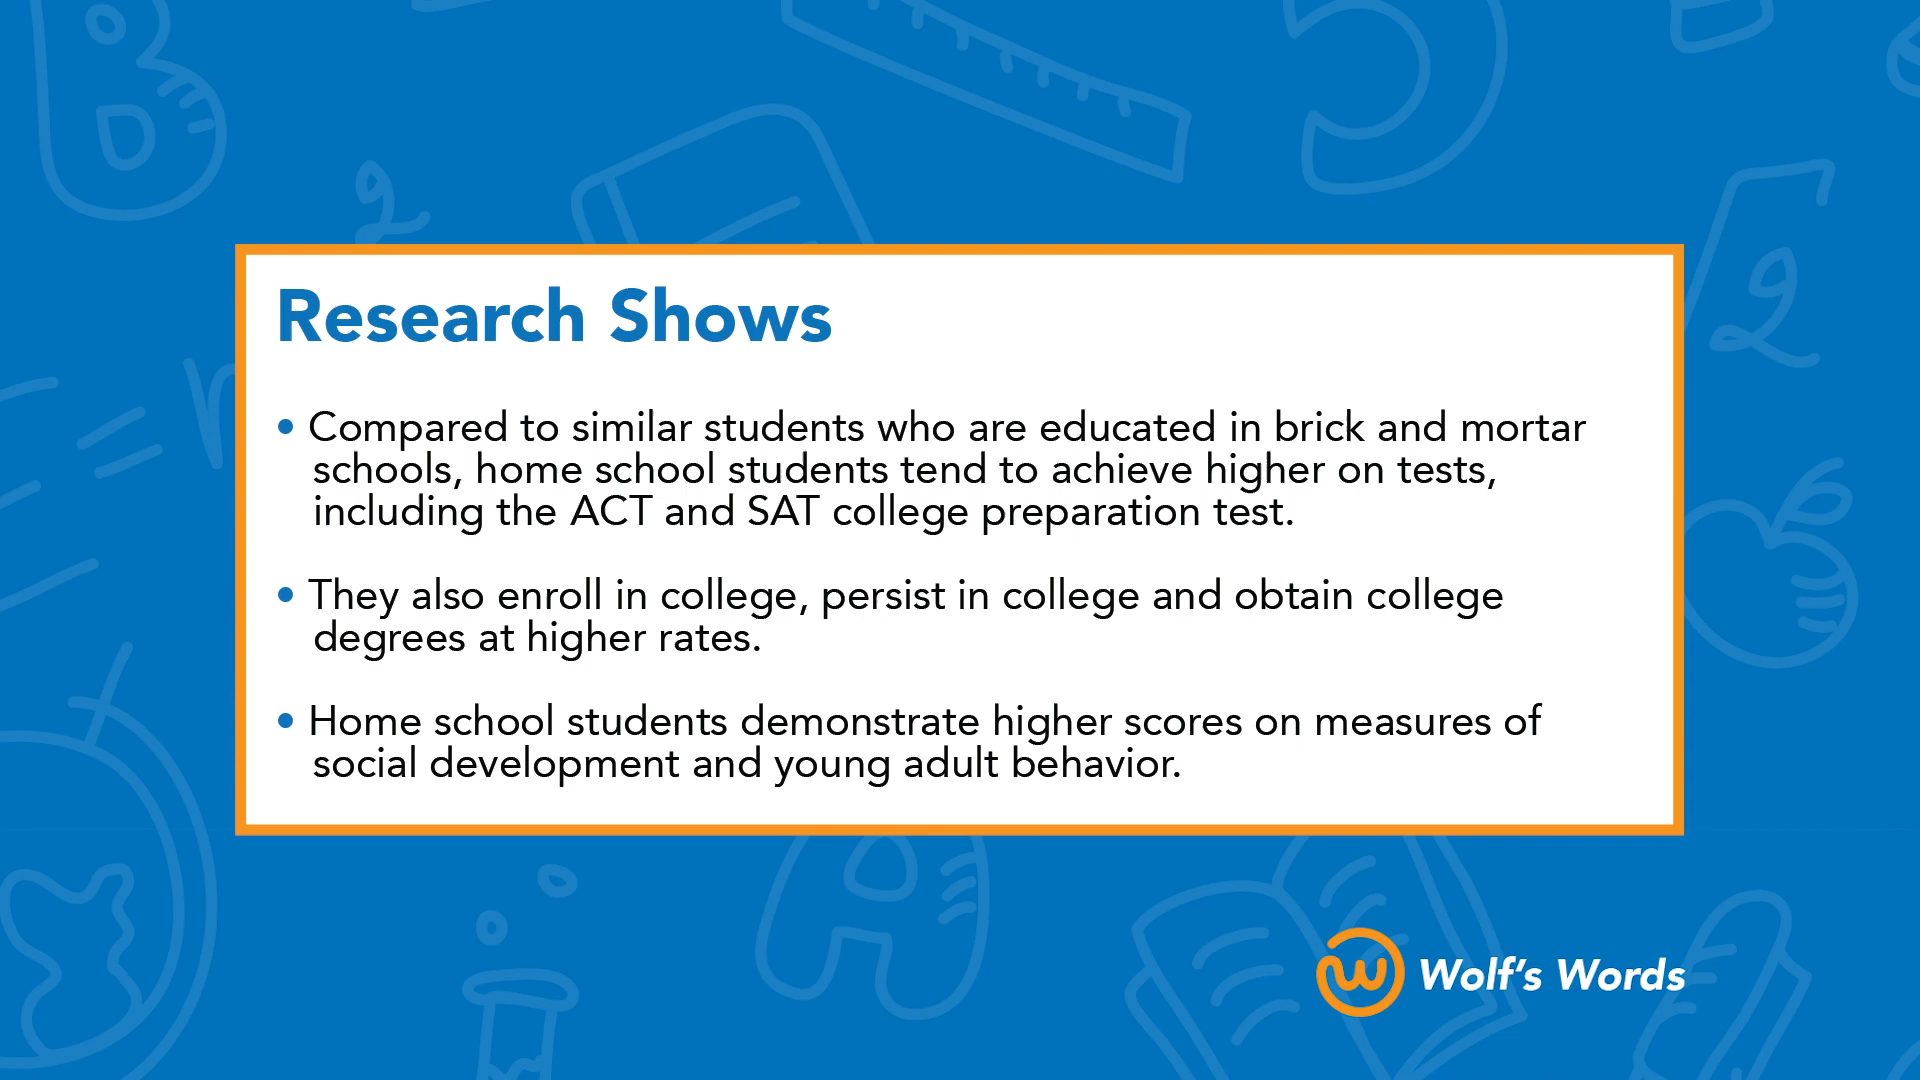 Research Shows
• Compared to similar students who are educated in brick and mortar
schools, home school students tend to achieve higher on tests,
including the ACT and SAT college preparation test.
• They also enroll in college, persist in college and obtain college
degrees at higher rates.
• Home school students demonstrate higher scores on measures of
social development and young adult behavior.
Wolf's Words